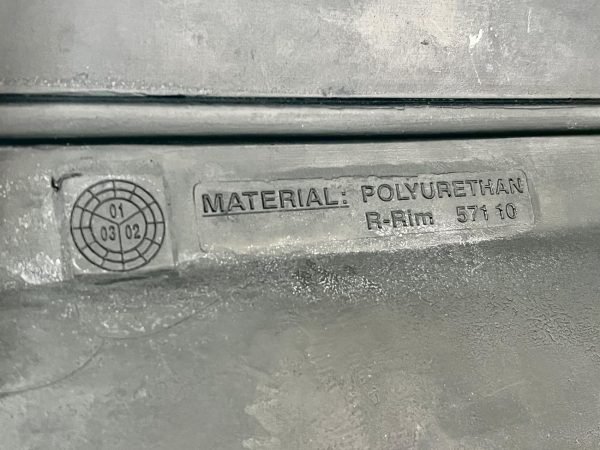 01
03 02
MATERIAL: POLYURETHAN
R-Rim 571 10